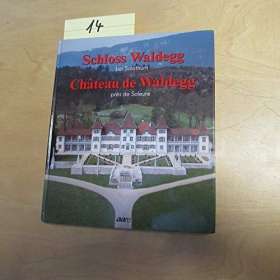 14
Schloss Waldegg
bei Solothurn
Château de Waldegg
près de Soleure